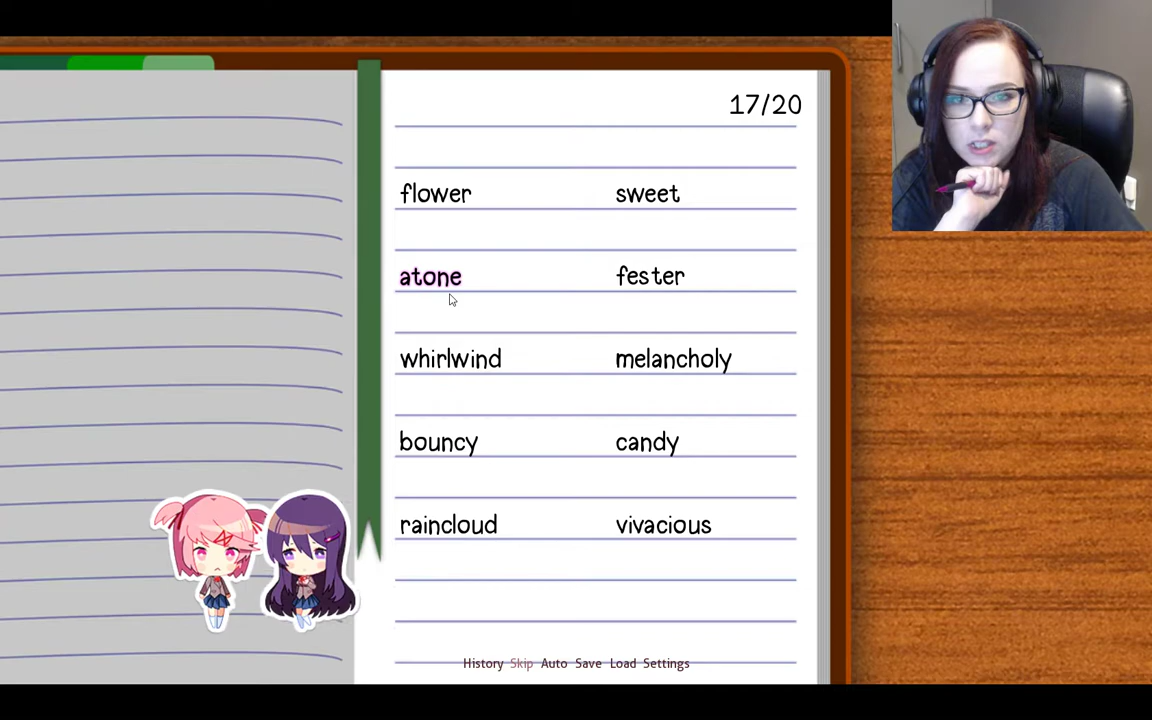 17/20
flower sweet
atone fester
whirlwind melancholy
bouncy candy
raincloud vivacious
History Skip Auto Save Load Settings